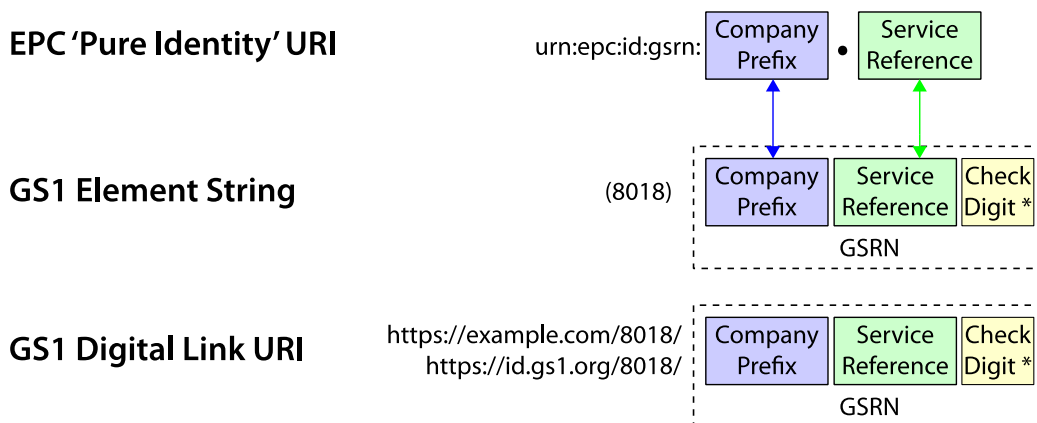 EPC ‘Pure Identity’ URI
urn:epc:id:gsrn:
Company
Prefix
•
Service
Reference
GS1 Element String
(8018)
Company
Prefix
Service
Reference
Check
Digit *
GSRN
GS1 Digital Link URI
https://example.com/8018/
https://id.gs1.org/8018/
Company
Prefix
Service
Reference
Check
Digit *
GSRN